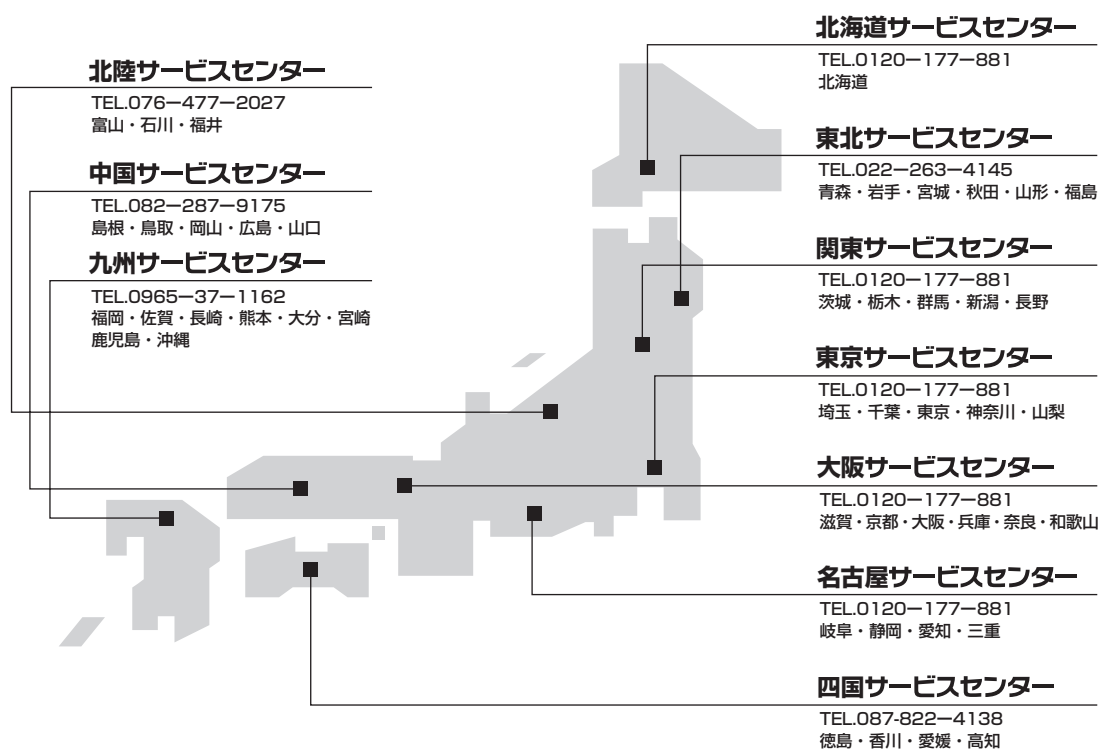 北陸サービスセンター
TEL.076ー477ー2027
富山・石川・福井
中国サービスセンター
TEL.082ー287ー9175
島根・鳥取・岡山・広島・山口
九州サービスセンター
TEL.0965ー37ー1162
福岡・佐賀・長崎・熊本・大分・宮崎
鹿児島・沖縄
北海道サービスセンター
TEL.0120ー177ー881
北海道
東北サービスセンター
TEL.022ー263ー4145
青森・岩手・宮城・秋田・山形・福島
関東サービスセンター
TEL.0120ー177ー881
茨城・栃木・群馬・新潟・長野
東京サービスセンター
TEL.0120ー177ー881
埼玉・千葉・東京・神奈川・山梨
大阪サービスセンター
TEL.0120ー177ー881
滋賀・京都・大阪・兵庫・奈良・和歌山
名古屋サービスセンター
TEL.0120ー177ー881
岐阜・静岡・愛知・三重
四国サービスセンター
TEL.087-822ー4138
徳島・香川・愛媛・高知